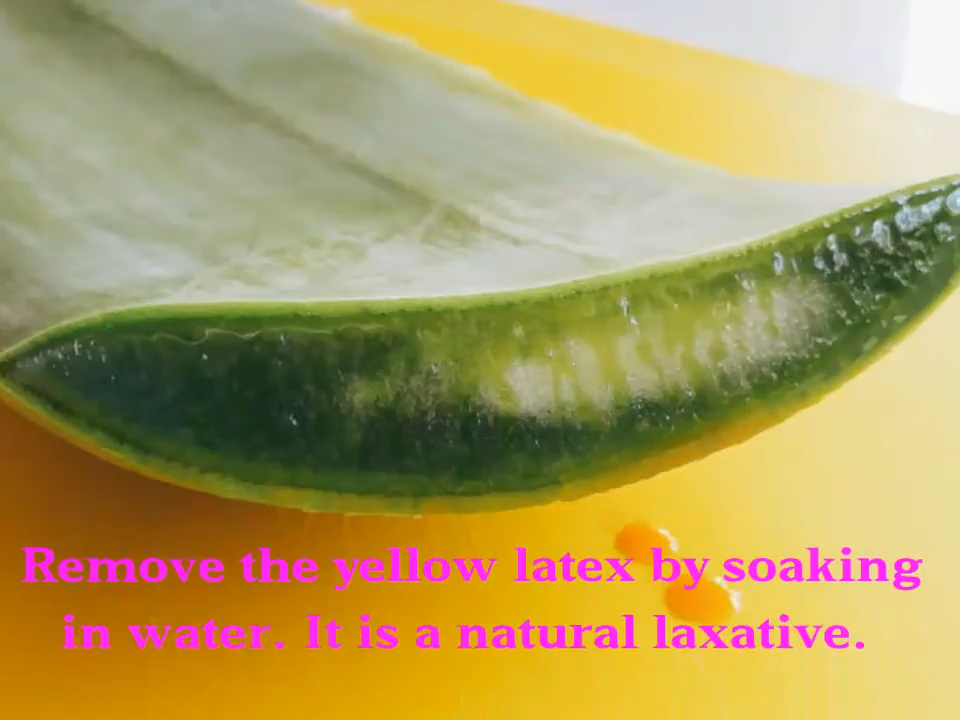 Remove the yellow latex by soaking
in water. It is a natural laxative.